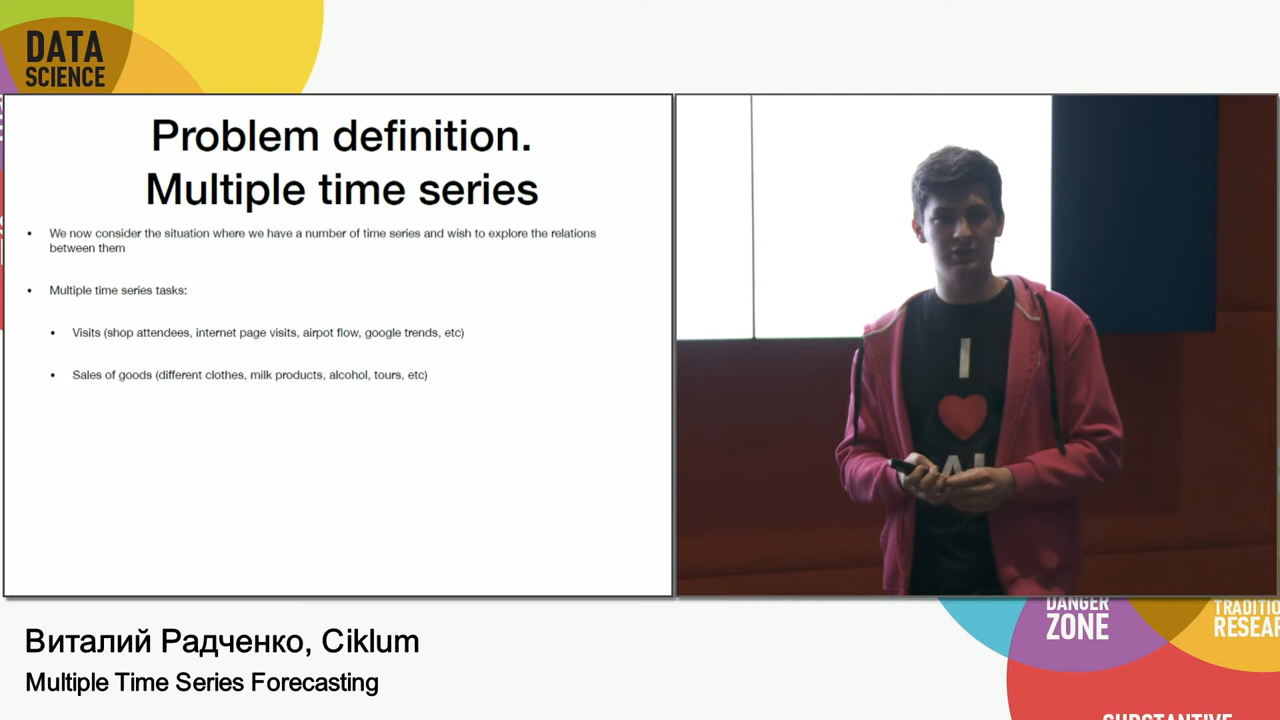 DATA
SCIENCE
Problem definition.
Multiple time series
• We now consider the situation where we have a number of time series and wish to explore the relations
between them
• Multiple time series tasks:
• Visits (shop attendees, internet page visits, airpot flow, google trends, etc)
• Sales of goods (different clothes, milk products, alcohol, tours, etc)
I
AI
DANGER
ZONE
TRADITIO
RESEAR
SUBSTANTIVE
Виталий Радченко, Ciklum
Multiple Time Series Forecasting